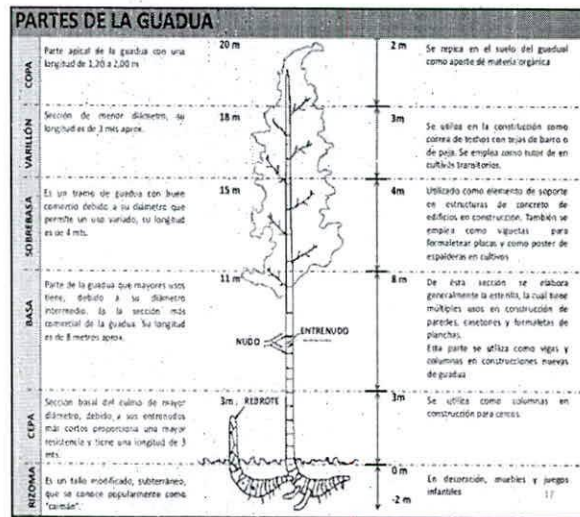 PARTES DE LA GUADUA
COPA
Parte apical de la guadua con una
longitud de 1,20 a 2,00 m
20 m
2 m
Se repica en el suelo del guadual
como aporte de materia orgánica
VARILLÓN
Sección de menor diámetro, su
longitud es de 3 mts aprox.
18 m
3m
Se utiliza en la construcción como
correa de techos con tejas de barro o
de paja. Se emplea como tutor de en
cultivos transitorios.
SOBREBASA
Es un tramo de guadua con buen
comercio debido a su diámetro que
permite un uso variado, su longitud
es de 4 mts.
15 m
4m
Utilizado como elemento de soporte
en estructuras de concreto de
edificios en construcción. También se
emplea como viguetas para
formaletear placas y como poster de
espalderas en cultivos
BASA
Parte de la guadua que mayores usos
tiene, debido a su diámetro
intermedio. Es la sección más
comercial de la guadua. Su longitud
es de 8 metros aprox.
11 m
8 m
NUDO
ENTRENUDO
De ésta sección se elabora
generalmente la esterilla, la cual tiene
múltiples usos en construcción de
paredes, casetones y formaletas de
planchas.
Esta parte se utiliza como vigas y
columnas en construcciones nuevas
de guadua
CEPA
Sección basal del culmo de mayor
diámetro, debido a sus entrenudos
más cortos proporciona una mayor
resistencia y tiene una longitud de 3
mts.
3m
REBROTE
3m
Se utiliza como columnas en
construcción para cercos.
RIZOMA
Es un tallo modificado, subterráneo,
que se conoce popularmente como
"caimán".
0 m
-2 m
En decoración, muebles y juegos
infantiles
17